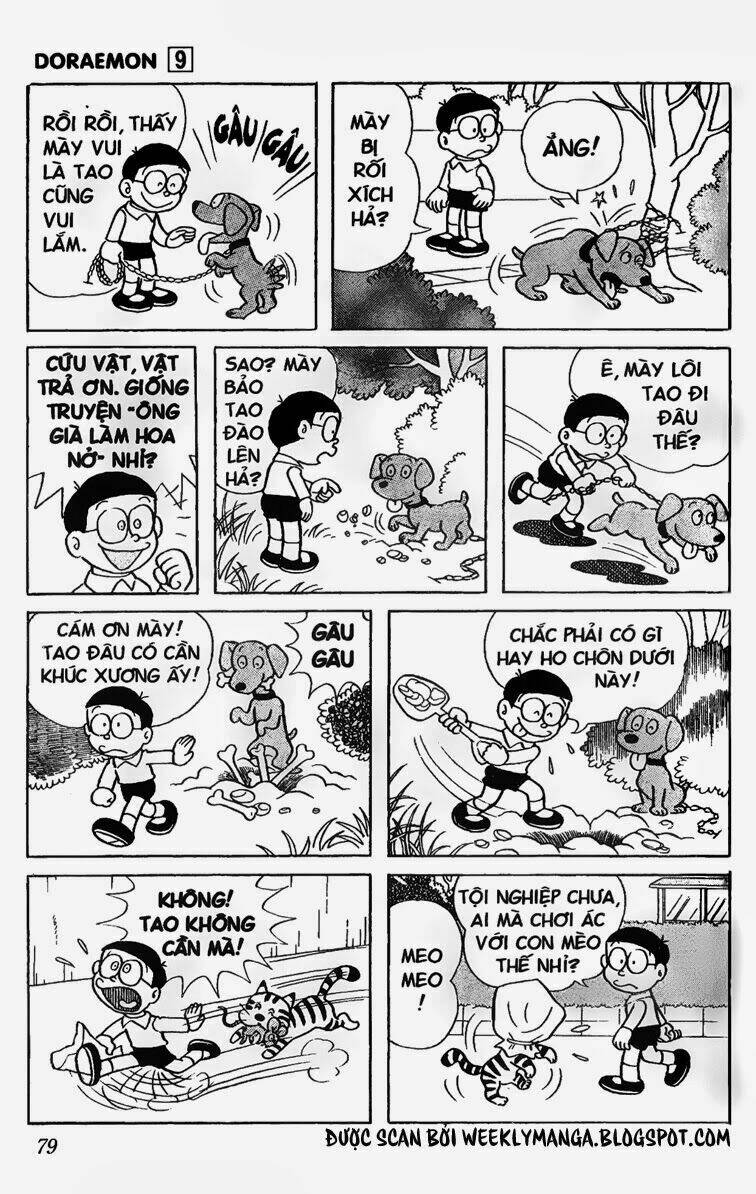 DORAEMON 9
MÀY
BỊ
RỐI
XÍCH
HẢ?
ẲNG!
RỒI RỒI, THẤY
MÀY VUI
LÀ TAO
CŨNG
VUI
LẮM.
GÂU GÂU
Ê, MÀY LÔI
TAO ĐI
ĐÂU
THẾ?
SAO? MÀY
BẢO
TAO
ĐÀO
LÊN
HẢ?
CỨU VẬT, VẬT
TRẢ ƠN. GIỐNG
TRUYỆN "ÔNG
GIÀ LÀM HOA
NỞ" NHỈ?
CHẮC PHẢI CÓ GÌ
HAY HO CHÔN DƯỚI
NÀY!
GÂU
GÂU
CÁM ƠN MÀY!
TAO ĐÂU CÓ CẦN
KHÚC XƯƠNG ẤY!
TỘI NGHIỆP CHƯA,
AI MÀ CHƠI ÁC
VỚI CON MÈO
THẾ NHỈ?
MEO
MEO
!
KHÔNG!
TAO KHÔNG
CẦN MÀ!
79
ĐƯỢC SCAN BỞI WEEKLYMANGA.BLOGSPOT.COM